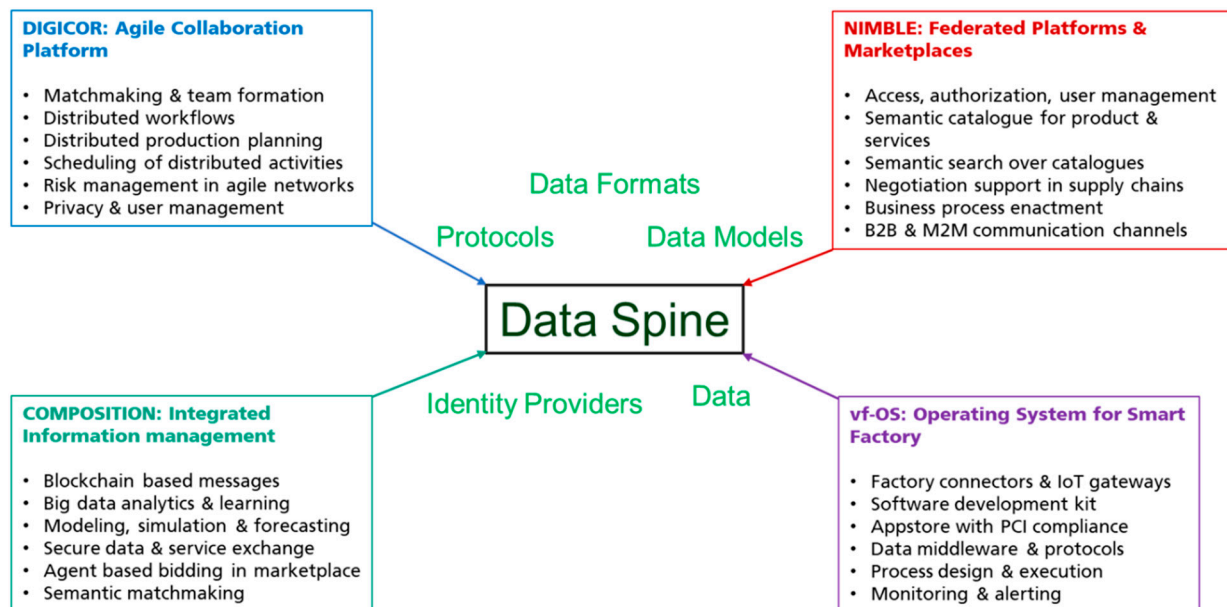 DIGICOR: Agile Collaboration
Platform
• Matchmaking & team formation
• Distributed workflows
• Distributed production planning
• Scheduling of distributed activities
• Risk management in agile networks
• Privacy & user management
NIMBLE: Federated Platforms &
Marketplaces
• Access, authorization, user management
• Semantic catalogue for product &
services
• Semantic search over catalogues
• Negotiation support in supply chains
• Business process enactment
• B2B & M2M communication channels
Data Formats
Protocols
Data Models
Data Spine
Identity Providers
Data
COMPOSITION: Integrated
Information management
• Blockchain based messages
• Big data analytics & learning
• Modeling, simulation & forecasting
• Secure data & service exchange
• Agent based bidding in marketplace
• Semantic matchmaking
vf-OS: Operating System for Smart
Factory
• Factory connectors & IoT gateways
• Software development kit
• Appstore with PCI compliance
• Data middleware & protocols
• Process design & execution
• Monitoring & alerting